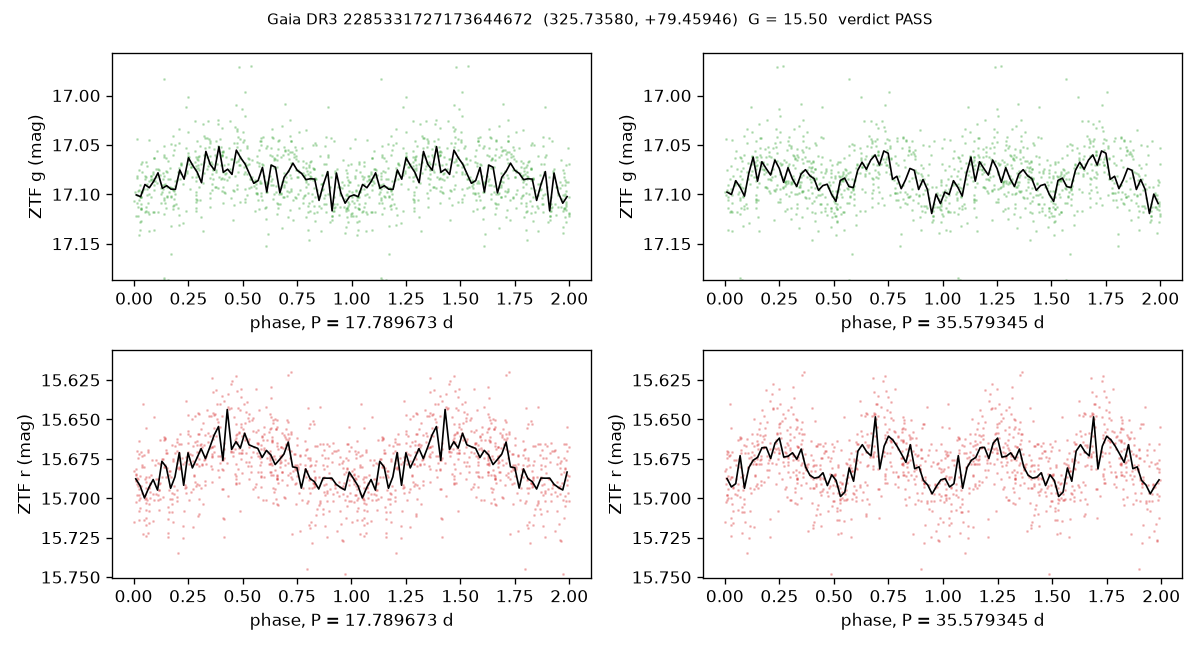 Gaia DR3 2285331727173644672  (325.73580, +79.45946)  G = 15.50  verdict PASS
ZTF g (mag)
17.00
17.05
17.10
17.15
0.00 0.25 0.50 0.75 1.00 1.25 1.50 1.75 2.00
phase, P = 17.789673 d
ZTF g (mag)
17.00
17.05
17.10
17.15
0.00 0.25 0.50 0.75 1.00 1.25 1.50 1.75 2.00
phase, P = 35.579345 d
ZTF r (mag)
15.625
15.650
15.675
15.700
15.725
15.750
0.00 0.25 0.50 0.75 1.00 1.25 1.50 1.75 2.00
phase, P = 17.789673 d
ZTF r (mag)
15.625
15.650
15.675
15.700
15.725
15.750
0.00 0.25 0.50 0.75 1.00 1.25 1.50 1.75 2.00
phase, P = 35.579345 d